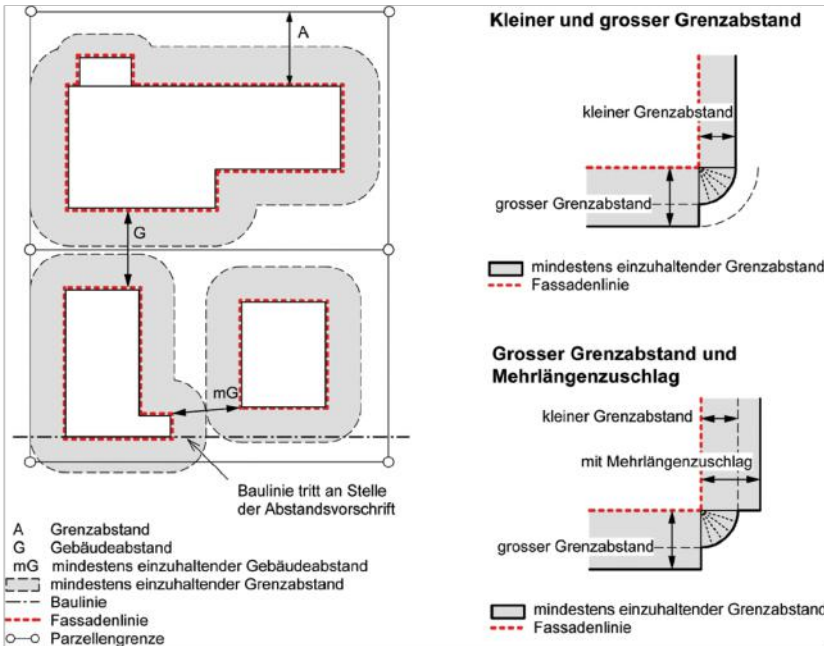 A
G
mG
Baulinie tritt an Stelle
der Abstandsvorschrift
A Grenzabstand
G Gebäudeabstand
mG mindestens einzuhaltender Gebäudeabstand
mindestens einzuhaltender Grenzabstand
Baulinie
Fassadenlinie
Parzellengrenze
Kleiner und grosser Grenzabstand
kleiner Grenzabstand
grosser Grenzabstand
mindestens einzuhaltender Grenzabstand
Fassadenlinie
Grosser Grenzabstand und
Mehrlängenzuschlag
kleiner Grenzabstand
mit Mehrlängenzuschlag
grosser Grenzabstand
mindestens einzuhaltender Grenzabstand
Fassadenlinie